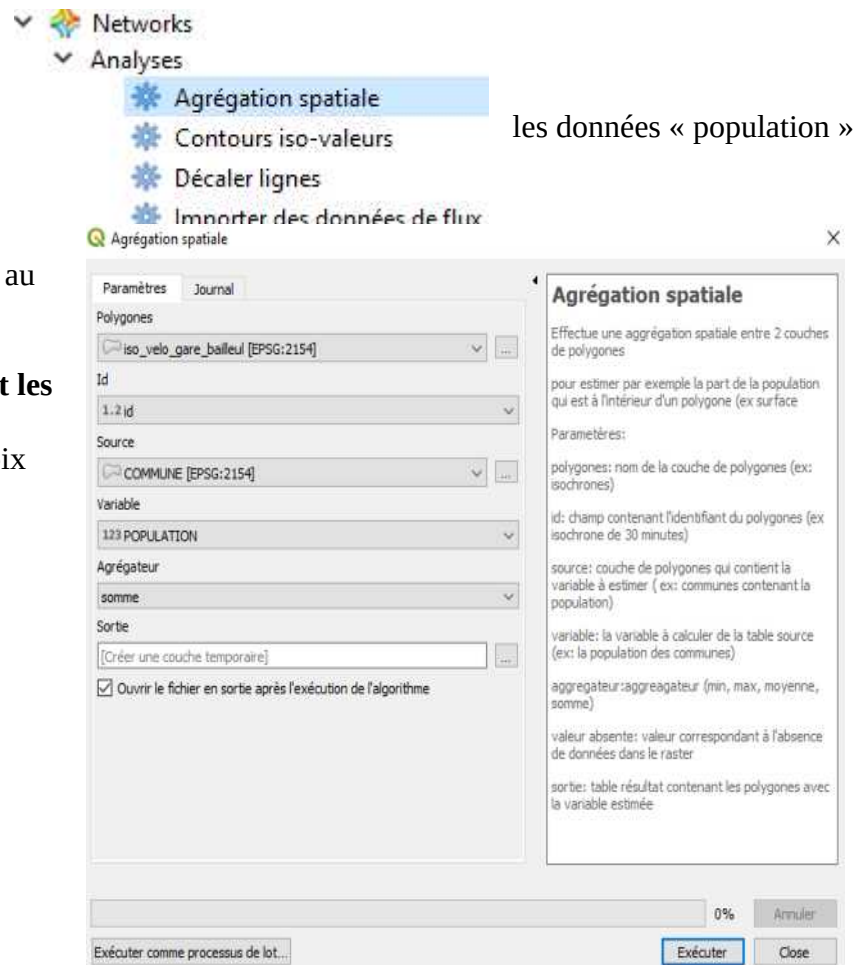 Networks
Analyses
Agrégation spatiale
Contours iso-valeurs
Décaler lignes
Importer des données de flux
les données « population »
au
t les
ix
Agrégation spatiale
Paramètres
Journal
Polygones
iso_velo_gare_bailleul [EPSG:2154]
...
Id
1.2 id
Source
COMMUNE [EPSG:2154]
...
Variable
123 POPULATION
Agrégateur
somme
Sortie
[Créer une couche temporaire]
...
Ouvrir le fichier en sortie après l'exécution de l'algorithme
Agrégation spatiale
Effectue une aggrégation spatiale entre 2 couches
de polygones
pour estimer par exemple la part de la population
qui est à l'intérieur d'un polygone (ex surface
Parametères:
polygones: nom de la couche de polygones (ex:
isochrones)
id: champ contenant l'identifiant du polygones (ex
isochrone de 30 minutes)
source: couche de polygones qui contient la
variable à estimer ( ex: communes contenant la
population)
variable: la variable à calculer de la table source
(ex: la population des communes)
aggregateur:aggreagateur (min, max, moyenne,
somme)
valeur absente: valeur correspondant à l'absence
de données dans le raster
sortie: table résultat contenant les polygones avec
la variable estimée
0%
Annuler
Exécuter comme processus de lot...
Exécuter
Close